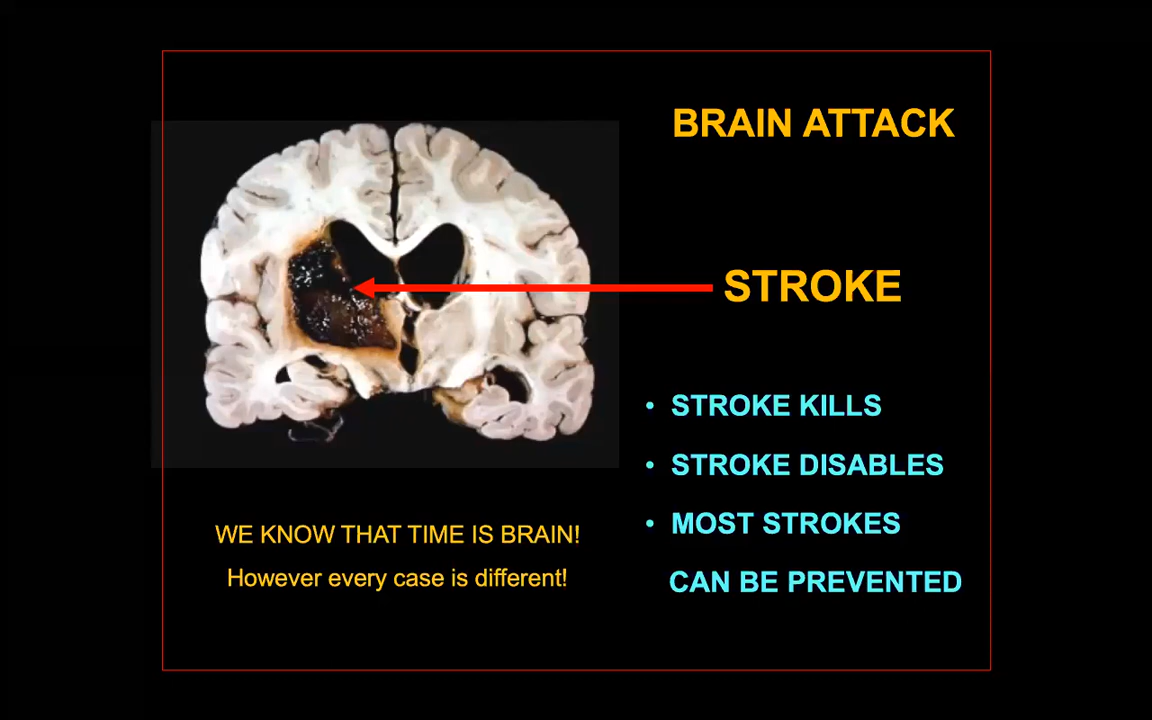 BRAIN ATTACK
STROKE
• STROKE KILLS
• STROKE DISABLES
• MOST STROKES
CAN BE PREVENTED
WE KNOW THAT TIME IS BRAIN!
However every case is different!